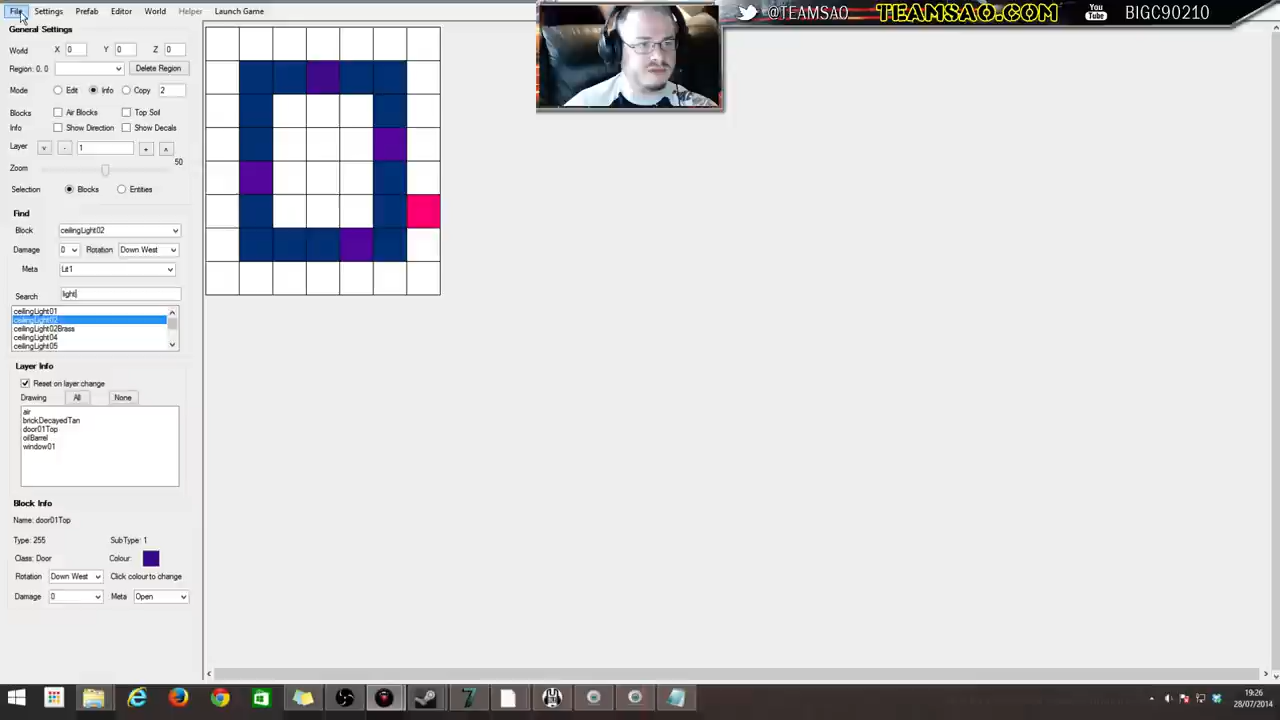 File Settings Prefab Editor World Helper Launch Game
@TEAMSAO TEAMSAO.COM You Tube BIGC90210
General Settings
World X 0 Y 0 Z 0
Region: 0. 0 Delete Region
Mode Edit Info Copy 2
Blocks Air Blocks Top Soil
Info Show Direction Show Decals
Layer v - 1 + ^
Zoom 50
Selection Blocks Entities
Find
Block ceilingLight02
Damage 0 Rotation Down West
Meta Lit1
Search light
ceilingLight01
ceilingLight02
ceilingLight02Brass
ceilingLight04
ceilingLight05
Layer Info
Reset on layer change
Drawing All None
air
brickDecayedTan
door01Top
oilBarrel
window01
Block Info
Name: door01Top
Type: 255 SubType: 1
Class: Door Colour:
Rotation Down West Click colour to change
Damage 0 Meta Open
19:26
28/07/2014